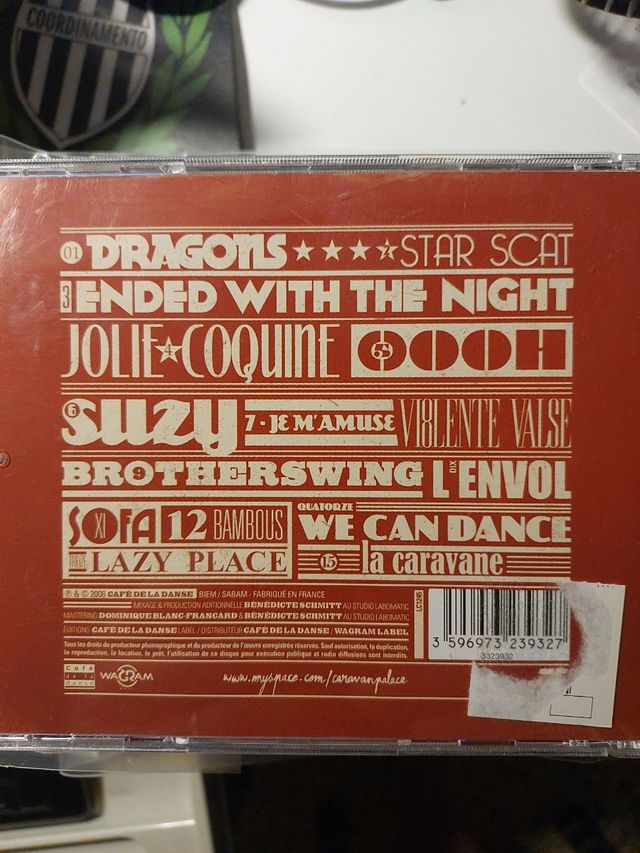 COORDINAMENTO
01 DRAGONS ★★★ 2 STAR SCAT
3 ENDED WITH THE NIGHT
JOLIE 4 COQUINE 5 OOOH
6 SUZY 7 - JE M'AMUSE VI8LENTE VALSE
BR9THERSWING DIX L'ENVOL
SOFA XI 12 BAMBOUS QUATORZE WE CAN DANCE
LAZY PLACE 15 la caravane
℗ & © 2008 CAFÉ DE LA DANSE BIEM / SABAM - FABRIQUÉ EN FRANCE
MIXAGE & PRODUCTION ADITIONNELLE BÉNÉDICTE SCHMITT AU STUDIO LABOMATIC
MASTERING DOMINIQUE BLANC-FRANCARD & BÉNÉDICTE SCHMITT AU STUDIO LABOMATIC
ÉDITIONS CAFÉ DE LA DANSE | LABEL / DISTRIBUTEUR CAFÉ DE LA DANSE / WAGRAM LABEL
Tous les droits du producteur phonographique et du producteur de l'œuvre enregistrée réservés. Sauf autorisation, la duplication,
la reproduction, la location, le prêt, l'utilisation de ce disque pour exécution publique et radio diffusions sont interdits.
LC1245
3 596973 239327
3323932
Café de la danse
WAGRAM
www.myspace.com/caravanpalace